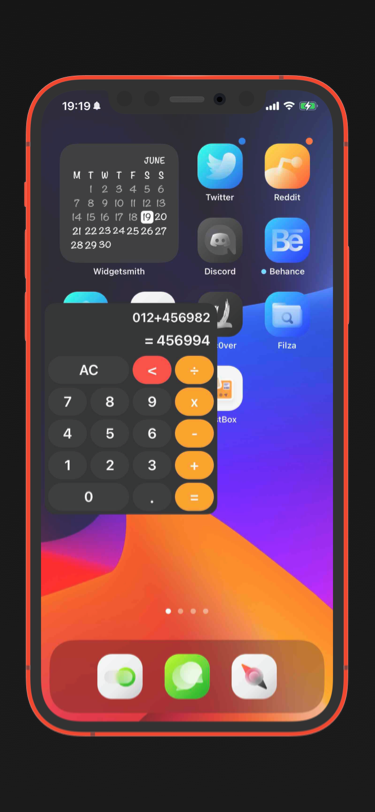 19:19
JUNE
M T W T F S S
1 2 3 4 5 6
7 8 9 10 11 12 13
14 15 16 17 18 19 20
21 22 23 24 25 26 27
28 29 30
Widgetsmith
Twitter
Reddit
Discord
Bē
Behance
0ver
Filza
tBox
012+456982
= 456994
AC < ÷
7 8 9 x
4 5 6 -
1 2 3 +
0 . =